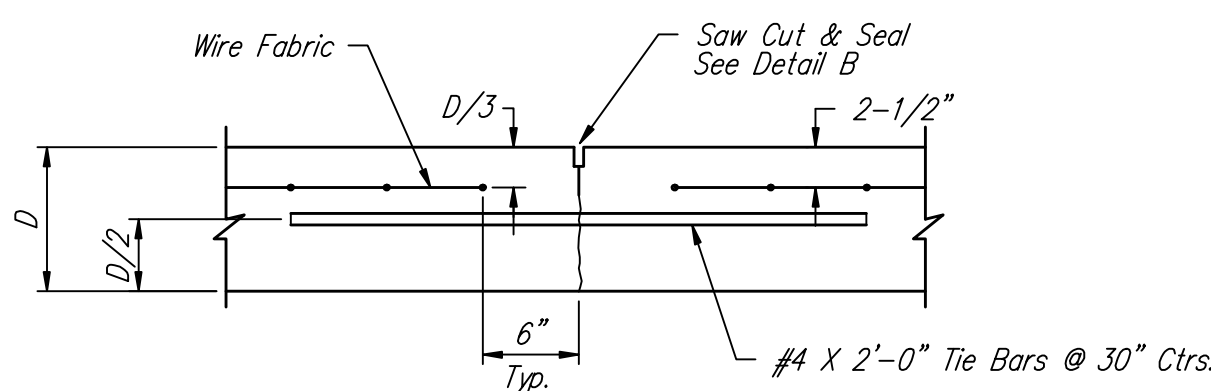 Wire Fabric
Saw Cut & Seal
See Detail B
D/3
2-1/2"
D
D/2
6"
Typ.
#4 X 2'-0" Tie Bars @ 30" Ctrs.